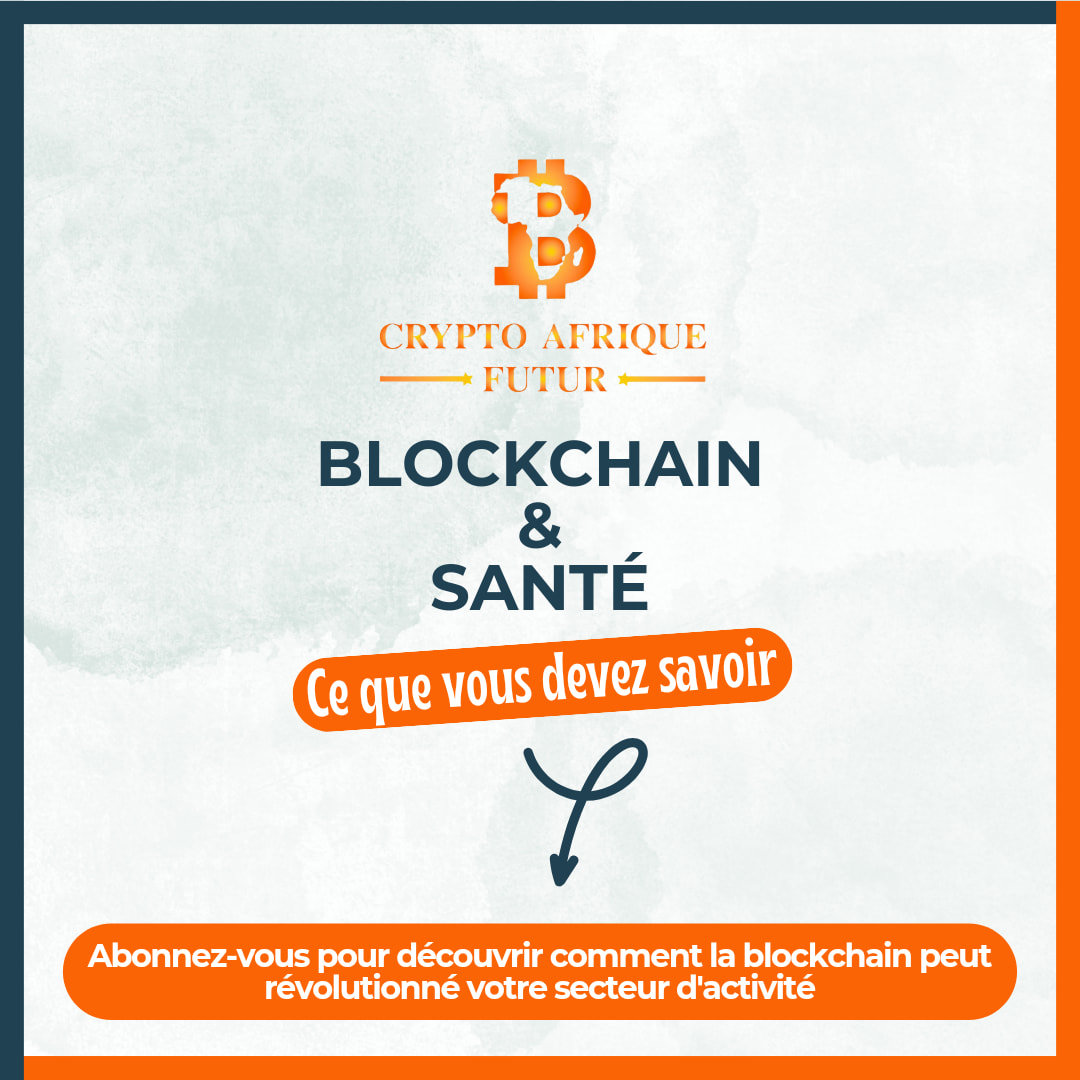 CRYPTO AFRIQUE
FUTUR
BLOCKCHAIN
&
SANTÉ
Ce que vous devez savoir
Abonnez-vous pour découvrir comment la blockchain peut
révolutionné votre secteur d'activité